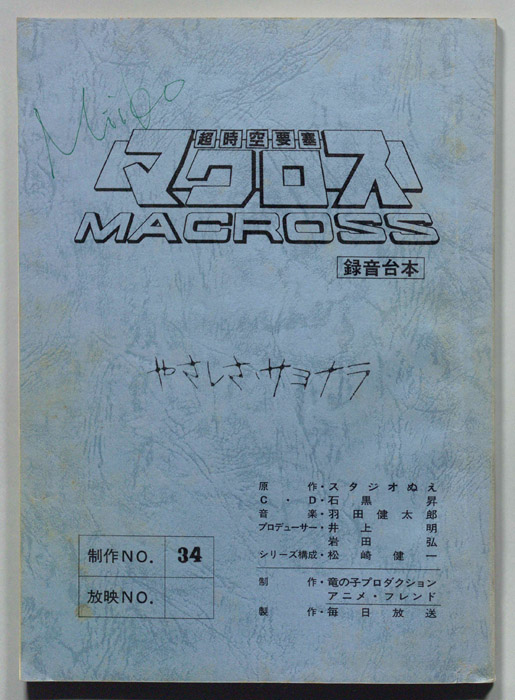 Miiko
超時空要塞
マクロス
MACROSS
録音台本
やさしさ、サヨナラ
原作・スタジオぬえ
C・D・石黒昇
音楽・羽田健太郎
プロデューサー・井上明
岩田弘
シリーズ構成・松崎健一
制作・竜の子プロダクション
アニメ・フレンド
製作・毎日放送
制作NO. 34
放映NO.